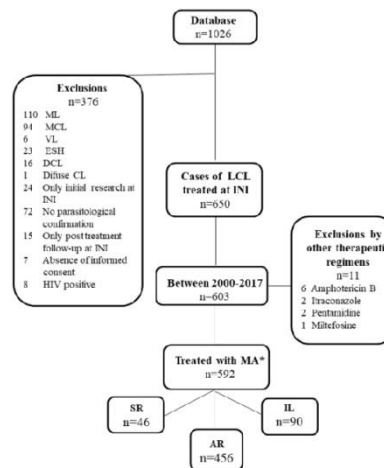 Database
n=1026
Exclusions
n=376
110 ML
94 MCL
6 VL
23 ESH
16 DCL
1 Difuse CL
24 Only initial research at
INI
72 No parasitological
confirmation
15 Only post treatment
follow-up at INI
7 Absence of informed
consent
8 HIV positive
Cases of LCL
treated at INI
n=650
Between 2000-2017
n=603
Exclusions by
other therapeuti
regimens
n=11
6 Amphotericin B
2 Itraconazole
2 Pentamidine
1 Miltefosine
Treated with MA*
n=592
SR
n=46
AR
n=456
IL
n=90